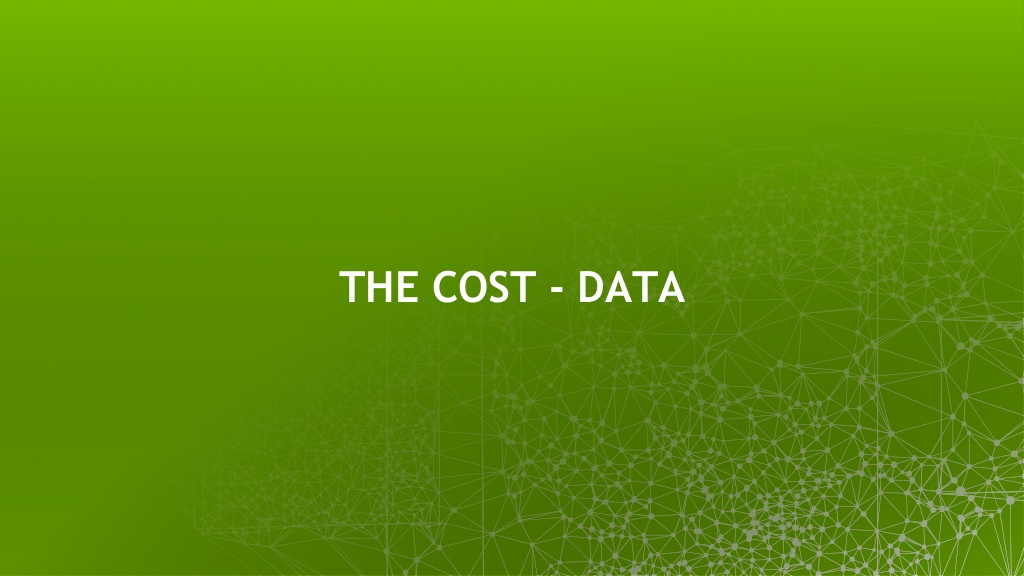 THE COST - DATA